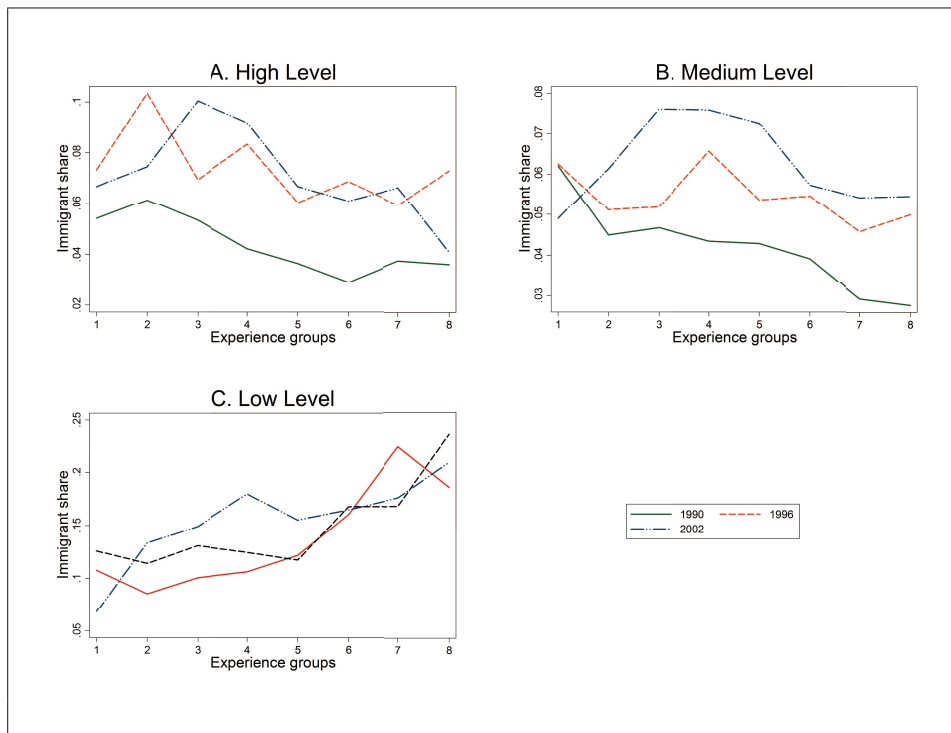 A. High Level
Immigrant share
.02 .04 .06 .08 .1
1 2 3 4 5 6 7 8
Experience groups
B. Medium Level
Immigrant share
.03 .04 .05 .06 .07 .08
1 2 3 4 5 6 7 8
Experience groups
C. Low Level
Immigrant share
.05 .1 .15 .2 .25
1 2 3 4 5 6 7 8
Experience groups
1990 1996
2002